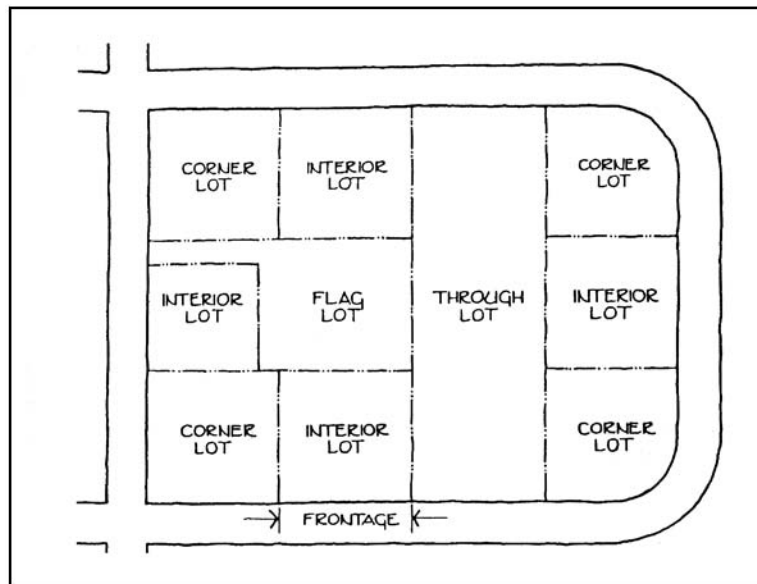 CORNER
LOT
INTERIOR
LOT
CORNER
LOT
INTERIOR
LOT
FLAG
LOT
THROUGH
LOT
INTERIOR
LOT
CORNER
LOT
INTERIOR
LOT
CORNER
LOT
FRONTAGE